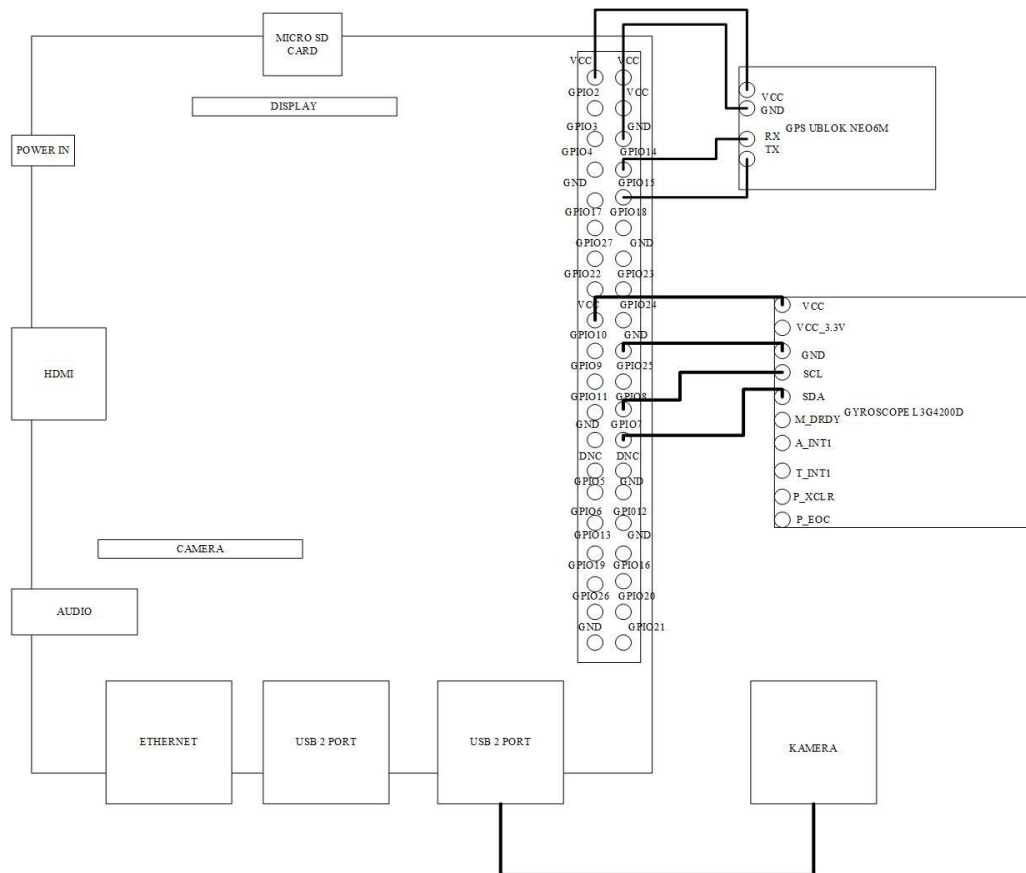 MICRO SD
CARD
DISPLAY
POWER IN
HDMI
CAMERA
AUDIO
ETHERNET
USB 2 PORT
USB 2 PORT
KAMERA
VCC VCC
GPIO2 VCC
GPIO3 GND
GPIO4 GPIO14
GND GPIO15
GPIO17 GPIO18
GPIO27 GND
GPIO22 GPIO23
VCC GPIO24
GPIO10 GND
GPIO9 GPIO25
GPIO11 GPIO8
GND GPIO7
DNC DNC
GPIO5 GND
GPIO6 GPI012
GPIO13 GND
GPIO19 GPIO16
GPIO26 GPIO20
GND GPIO21
VCC
GND
GPS UBLOK NEO6M
RX
TX
VCC
VCC_3.3V
GND
SCL
SDA
GYROSCOPE L3G4200D
M_DRDY
A_INT1
T_INT1
P_XCLR
P_EOC